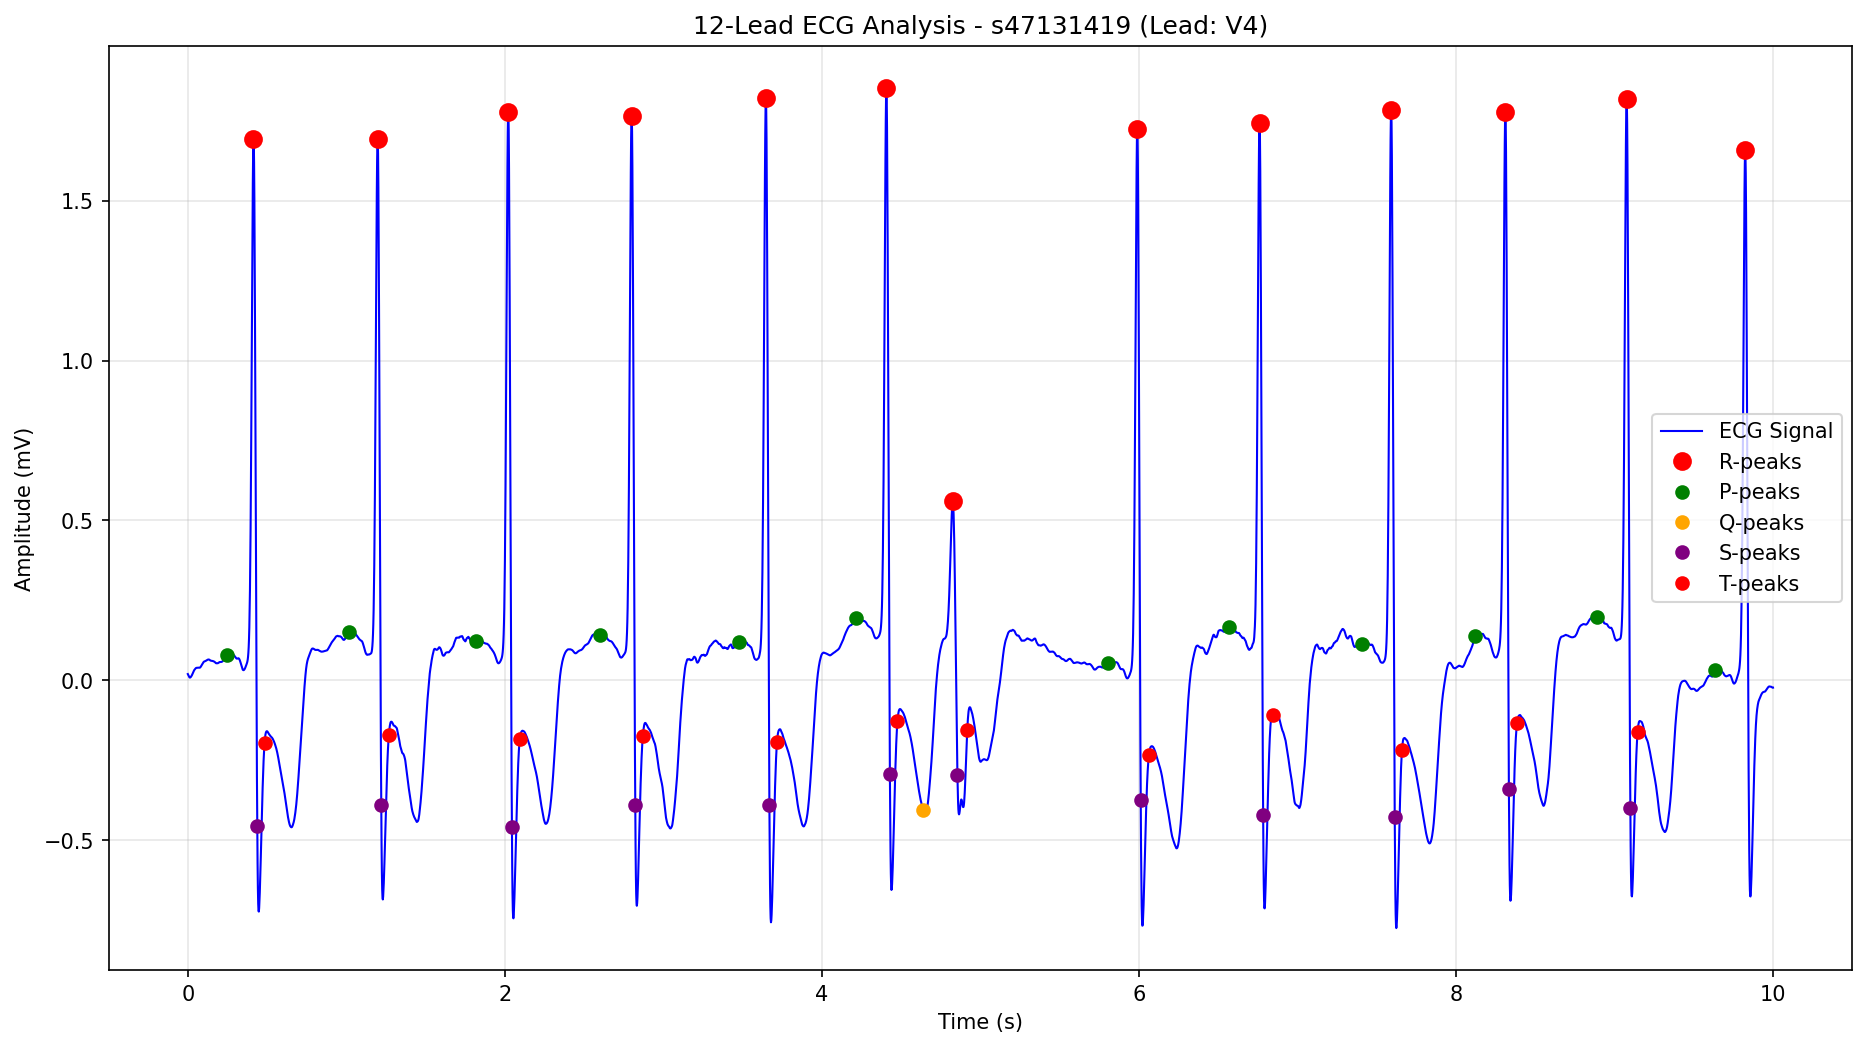 12-Lead ECG Analysis - s47131419 (Lead: V4)
Amplitude (mV)
1.5
1.0
0.5
0.0
−0.5
ECG Signal
R-peaks
P-peaks
Q-peaks
S-peaks
T-peaks
0 2 4 6 8 10
Time (s)